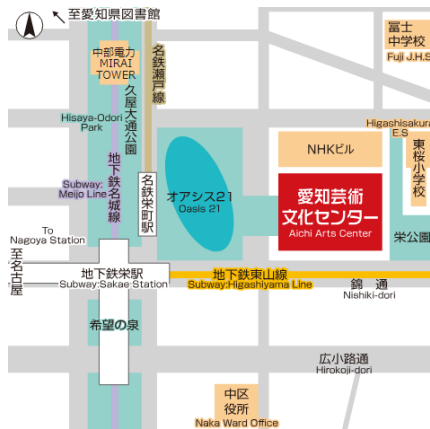 至愛知県図書館
冨士
中学校
Fuji J.H.S
中部電力
MIRAI
TOWER
名鉄瀬戸線
久屋大通公園
Hisaya-Odori
Park
Higashisakura
E.S
東桜小学校
NHKビル
地下鉄名城線
Subway:
Meijo Line
名鉄栄町駅
オアシス21
Oasis 21
愛知芸術
文化センター
Aichi Arts Center
栄公園
To
Nagoya Station
至名古屋
地下鉄栄駅
Subway:Sakae Station
地下鉄東山線
Subway:Higashiyama Line
錦通
Nishiki-dori
希望の泉
広小路通
Hirokoji-dori
中区
役所
Naka Ward Office